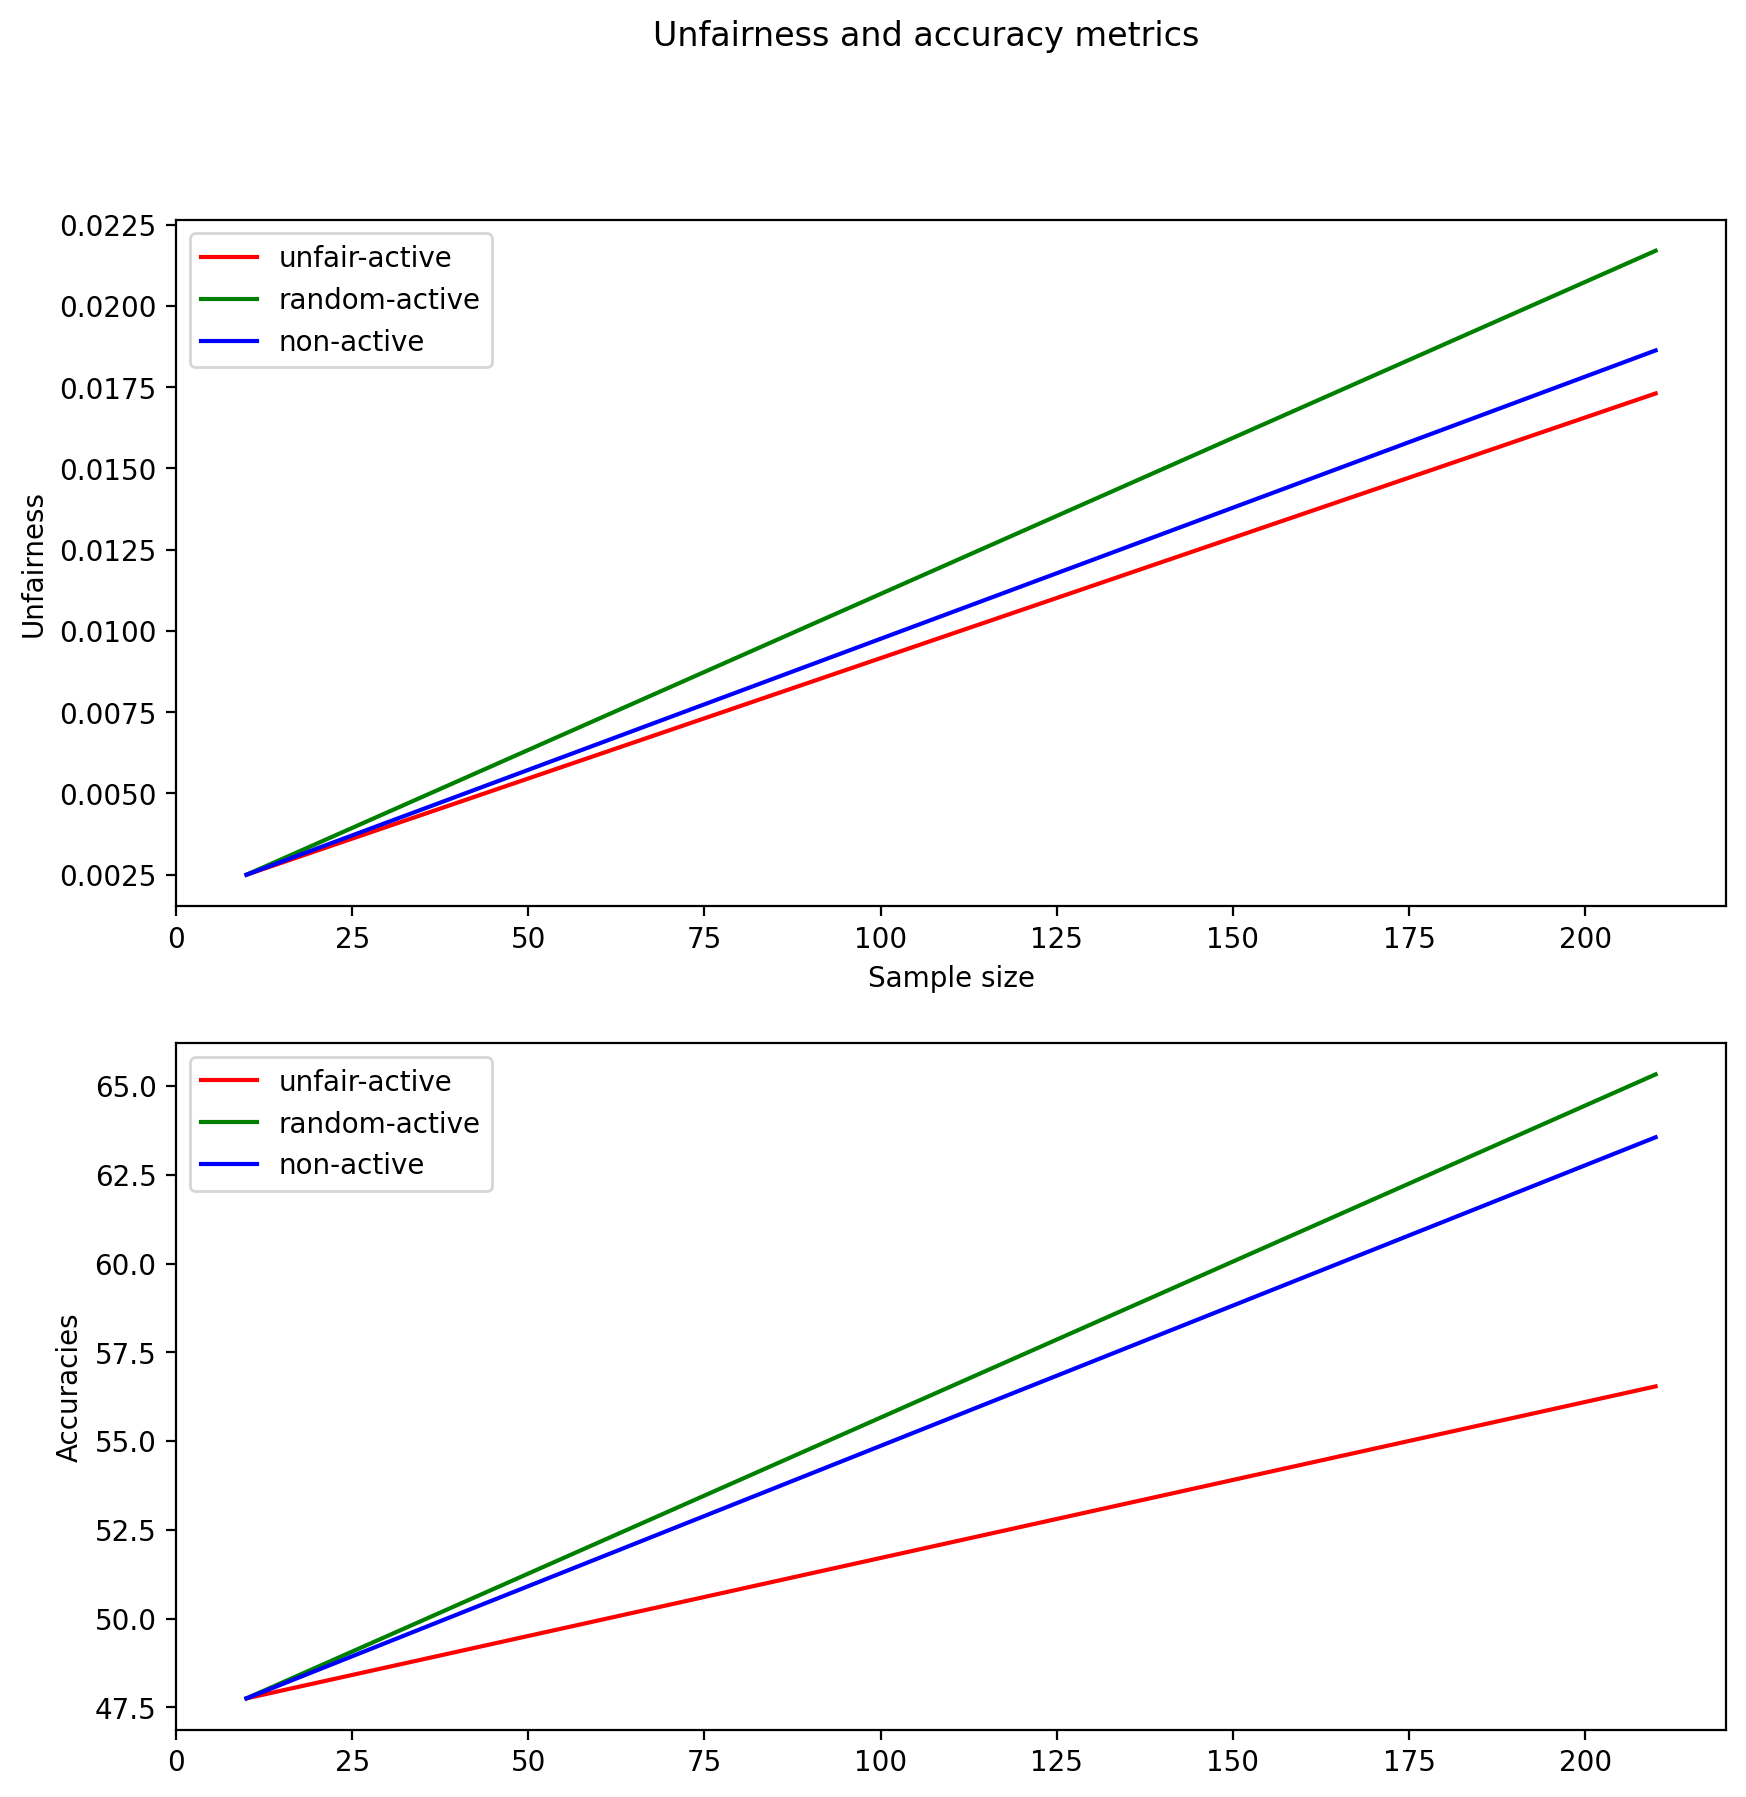 Unfairness and accuracy metrics
0.0225
0.0200
0.0175
0.0150
0.0125
0.0100
0.0075
0.0050
0.0025
Unfairness
unfair-active
random-active
non-active
0 25 50 75 100 125 150 175 200
Sample size
65.0
62.5
60.0
57.5
55.0
52.5
50.0
47.5
Accuracies
unfair-active
random-active
non-active
0 25 50 75 100 125 150 175 200